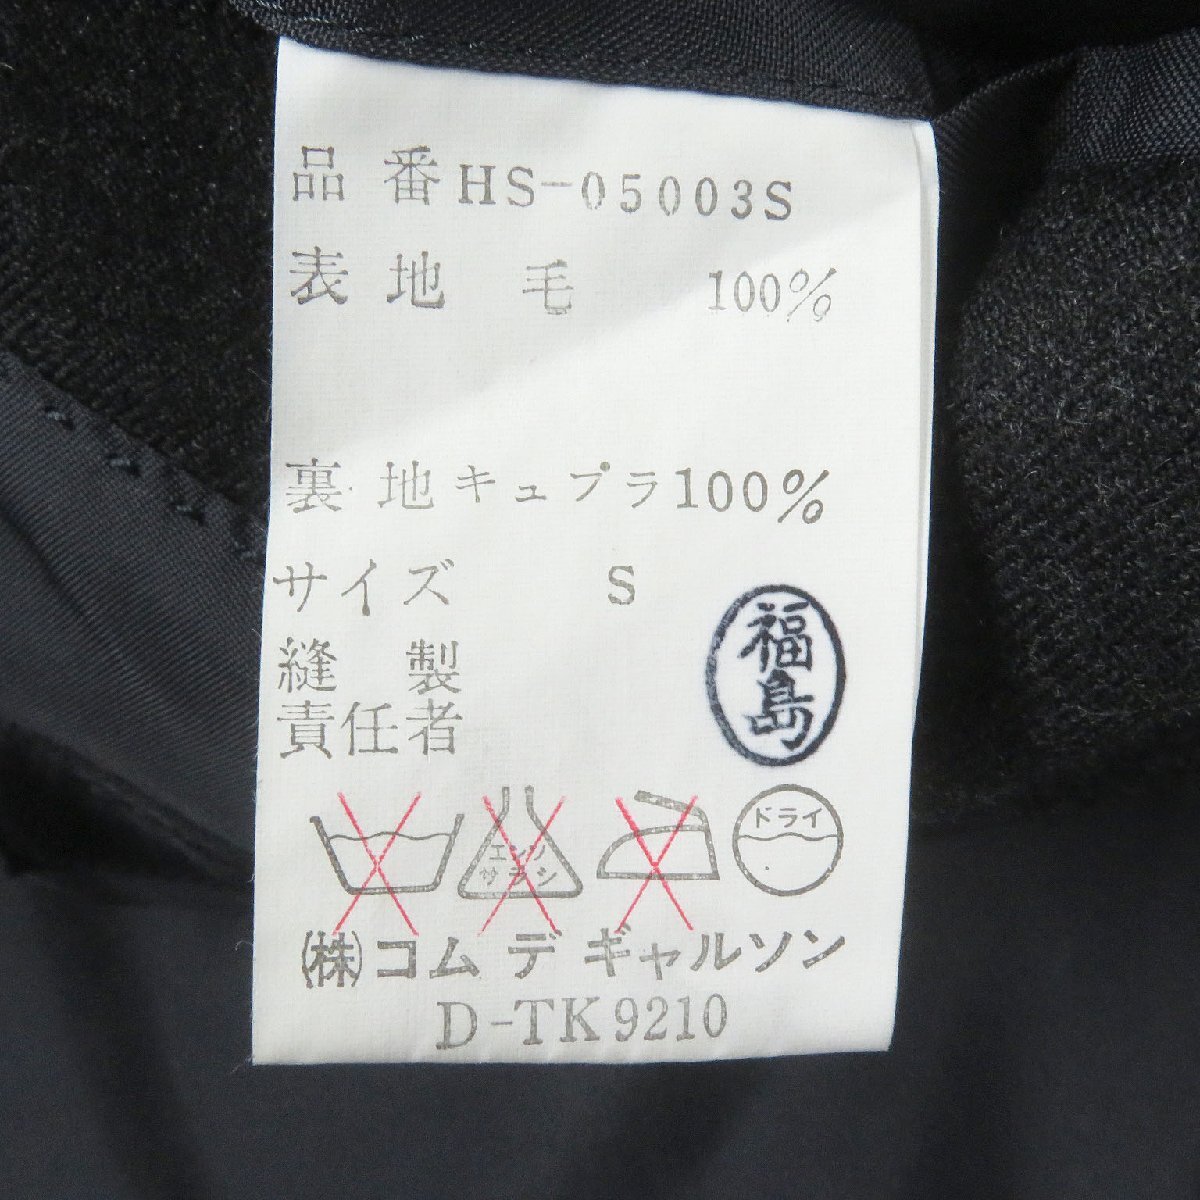 品番 HS-05003S
表地 毛 100%
裏地 キュプラ 100%
サイズ S
縫製
責任者
福島
エンソ
サラシ
ドライ
(株)コム デ ギャルソン
D-TK9210